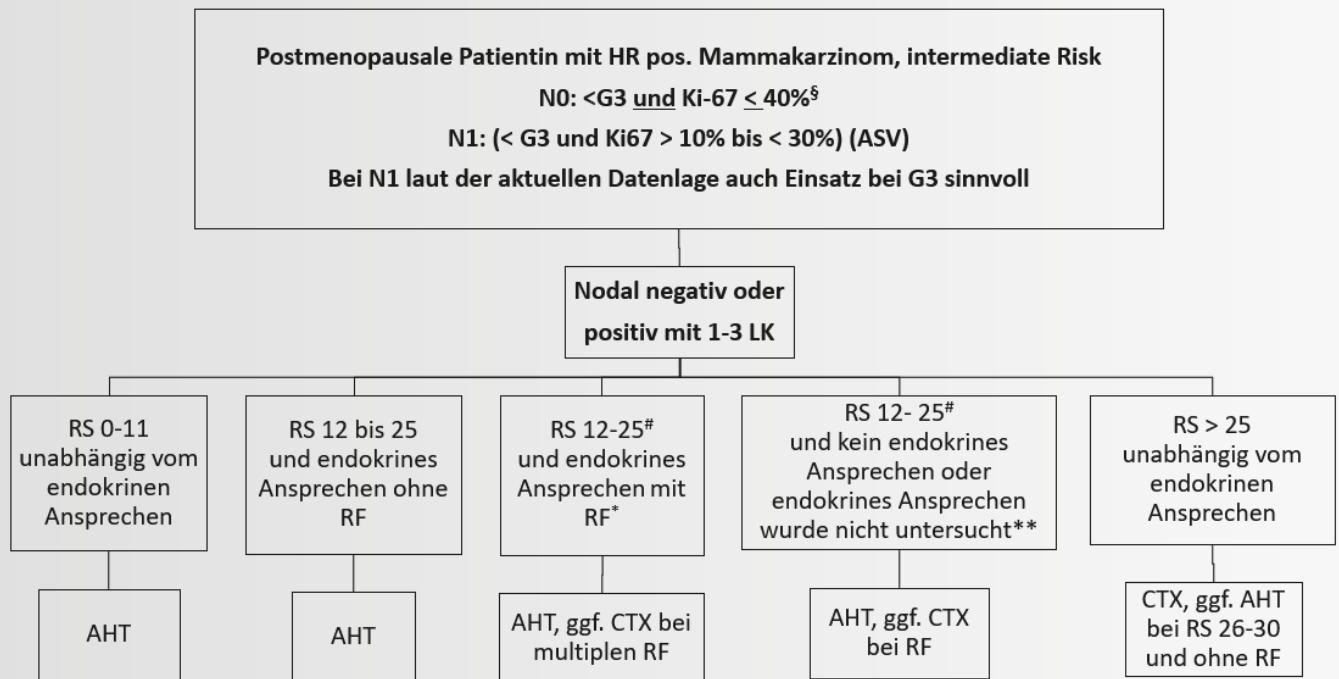 Postmenopausale Patientin mit HR pos. Mammakarzinom, intermediate Risk
N0: <G3 und Ki-67 < 40%§
N1: (< G3 und Ki67 > 10% bis < 30%) (ASV)
Bei N1 laut der aktuellen Datenlage auch Einsatz bei G3 sinnvoll
Nodal negativ oder
positiv mit 1-3 LK
RS 0-11
unabhängig vom
endokrinen
Ansprechen
RS 12 bis 25
und endokrines
Ansprechen ohne
RF
RS 12-25#
und endokrines
Ansprechen mit
RF*
RS 12- 25#
und kein endokrines
Ansprechen oder
endokrines Ansprechen
wurde nicht untersucht**
RS > 25
unabhängig vom
endokrinen
Ansprechen
AHT
AHT
AHT, ggf. CTX bei
multiplen RF
AHT, ggf. CTX
bei RF
CTX, ggf. AHT
bei RS 26-30
und ohne RF